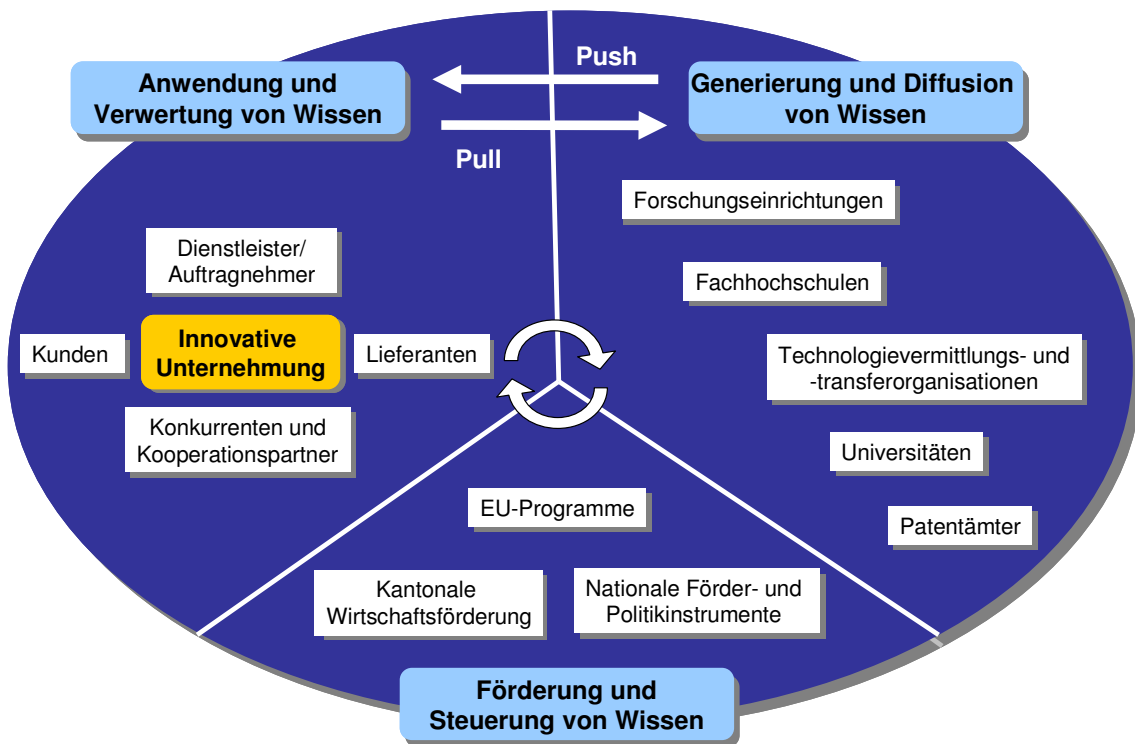 Push
Anwendung und
Verwertung von Wissen
Generierung und Diffusion
von Wissen
Pull
Forschungseinrichtungen
Dienstleister/
Auftragnehmer
Fachhochschulen
Kunden
Innovative
Unternehmung
Lieferanten
Technologievermittlungs- und
-transferorganisationen
Konkurrenten und
Kooperationspartner
Universitäten
EU-Programme
Patentämter
Kantonale
Wirtschaftsförderung
Nationale Förder- und
Politikinstrumente
Förderung und
Steuerung von Wissen